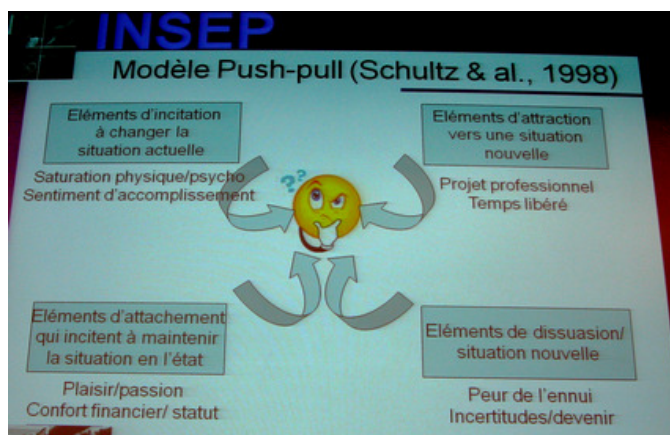 INSEP
Modèle Push-pull (Schultz & al., 1998)
Eléments d'incitation
à changer la
situation actuelle
Saturation physique/psycho
Sentiment d'accomplissement
Eléments d'attraction
vers une situation
nouvelle
Projet professionnel
Temps libéré
??
Eléments d'attachement
qui incitent à maintenir
la situation en l'état
Plaisir/passion
Confort financier/ statut
Eléments de dissuasion/
situation nouvelle
Peur de l'ennui
Incertitudes/devenir